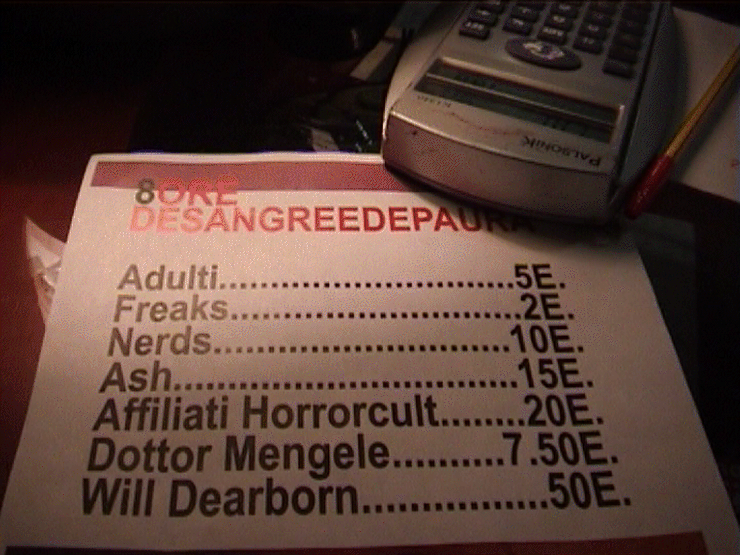 PALSONIK
8ORE
DESANGREEDEPAURA
Adulti..............................5E.
Freaks.............................2E.
Nerds..............................10E.
Ash..................................15E.
Affiliati Horrorcult........20E.
Dottor Mengele..........7.50E.
Will Dearborn................50E.